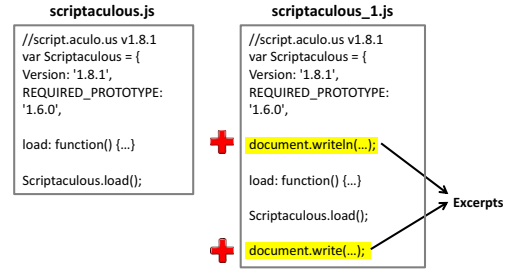 scriptaculous.js
//script.aculo.us v1.8.1
var Scriptaculous = {
Version: '1.8.1',
REQUIRED_PROTOTYPE:
'1.6.0',
load: function() {…}
Scriptaculous.load();
scriptaculous_1.js
//script.aculo.us v1.8.1
var Scriptaculous = {
Version: '1.8.1',
REQUIRED_PROTOTYPE:
'1.6.0',
document.writeln(…);
load: function() {…}
Scriptaculous.load();
document.write(…);
Excerpts